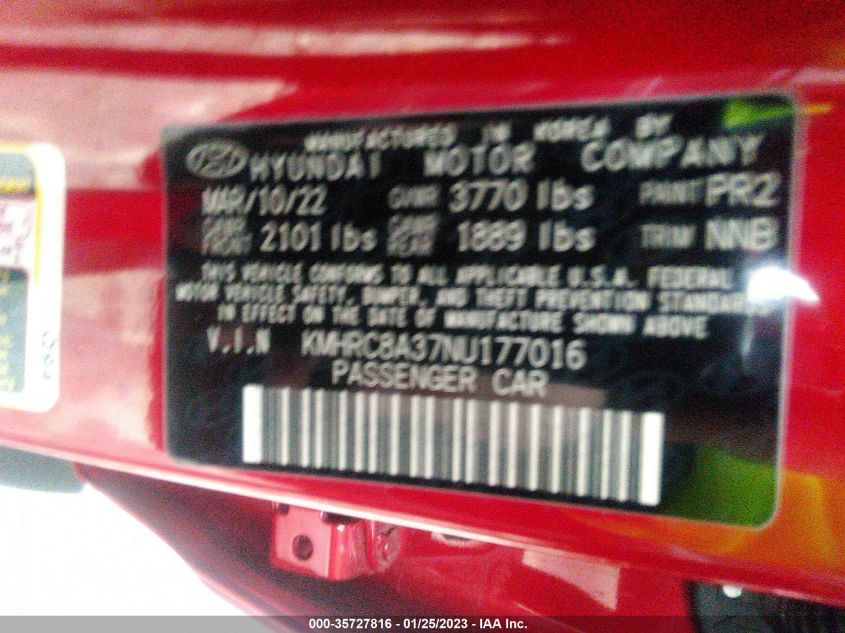 MANUFACTURED IN KOREA BY
HYUNDAI MOTOR COMPANY
MAR/10/22 GVWR 3770 lbs PAINT PR2
GAWR FRONT 2101 lbs GAWR REAR 1889 lbs TRIM NNB
THIS VEHICLE CONFORMS TO ALL APPLICABLE U.S.A. FEDERAL
MOTOR VEHICLE SAFETY, BUMPER, AND THEFT PREVENTION STANDARDS
IN EFFECT ON THE DATE OF MANUFACTURE SHOWN ABOVE
V.I.N KMHRC8A37NU177016
PASSENGER CAR
000-35727816 / 01/25/2023 - IAA Inc.